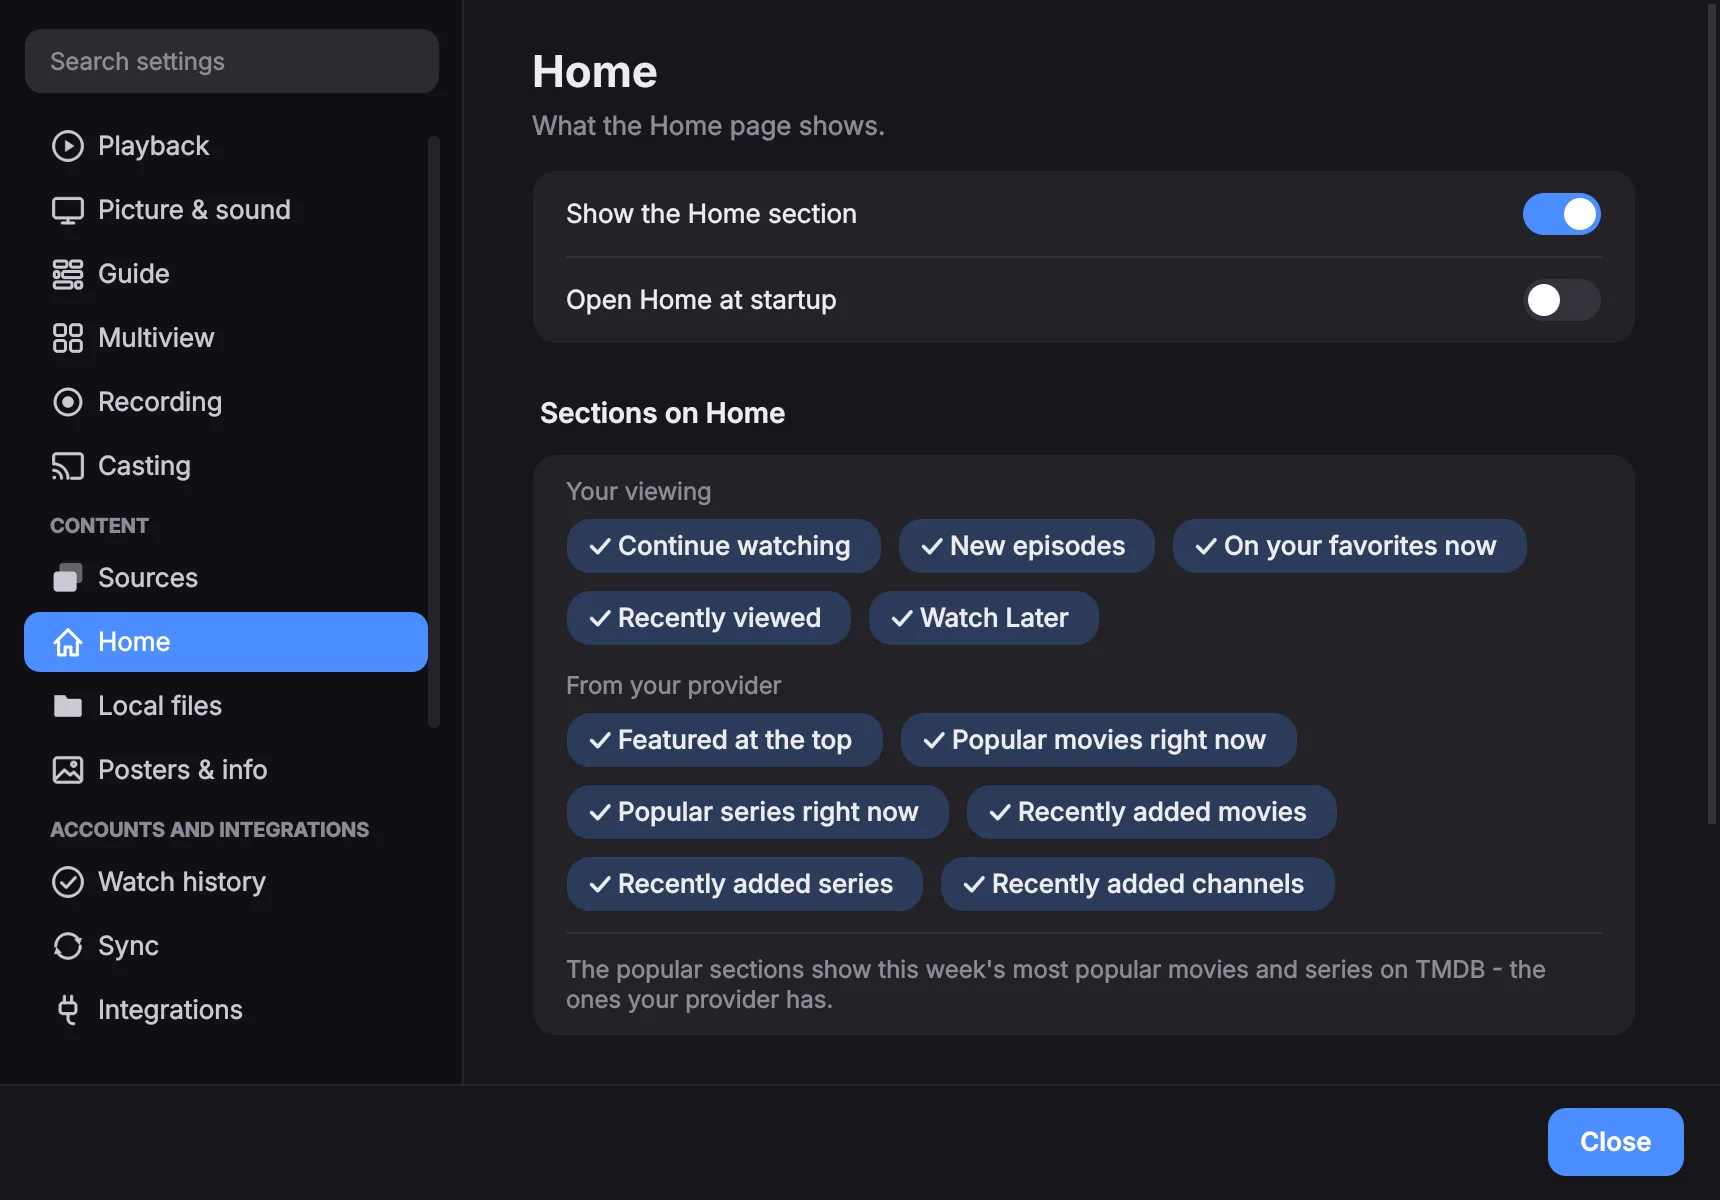 Search settings
Playback
Picture & sound
Guide
Multiview
Recording
Casting
CONTENT
Sources
Home
Local files
Posters & info
ACCOUNTS AND INTEGRATIONS
Watch history
Sync
Integrations
Home
What the Home page shows.
Show the Home section
Open Home at startup
Sections on Home
Your viewing
Continue watching
New episodes
On your favorites now
Recently viewed
Watch Later
From your provider
Featured at the top
Popular movies right now
Popular series right now
Recently added movies
Recently added series
Recently added channels
The popular sections show this week's most popular movies and series on TMDB - the
ones your provider has.
Close